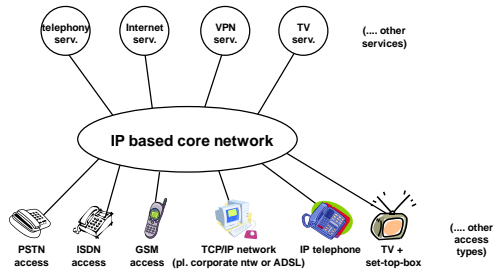 telephony
serv.
Internet
serv.
VPN
serv.
TV
serv.
(.... other
services)
IP based core network
PSTN
access
ISDN
access
GSM
access
TCP/IP network
(pl. corporate ntw or ADSL)
IP telephone
TV +
set-top-box
(.... other
access
types)